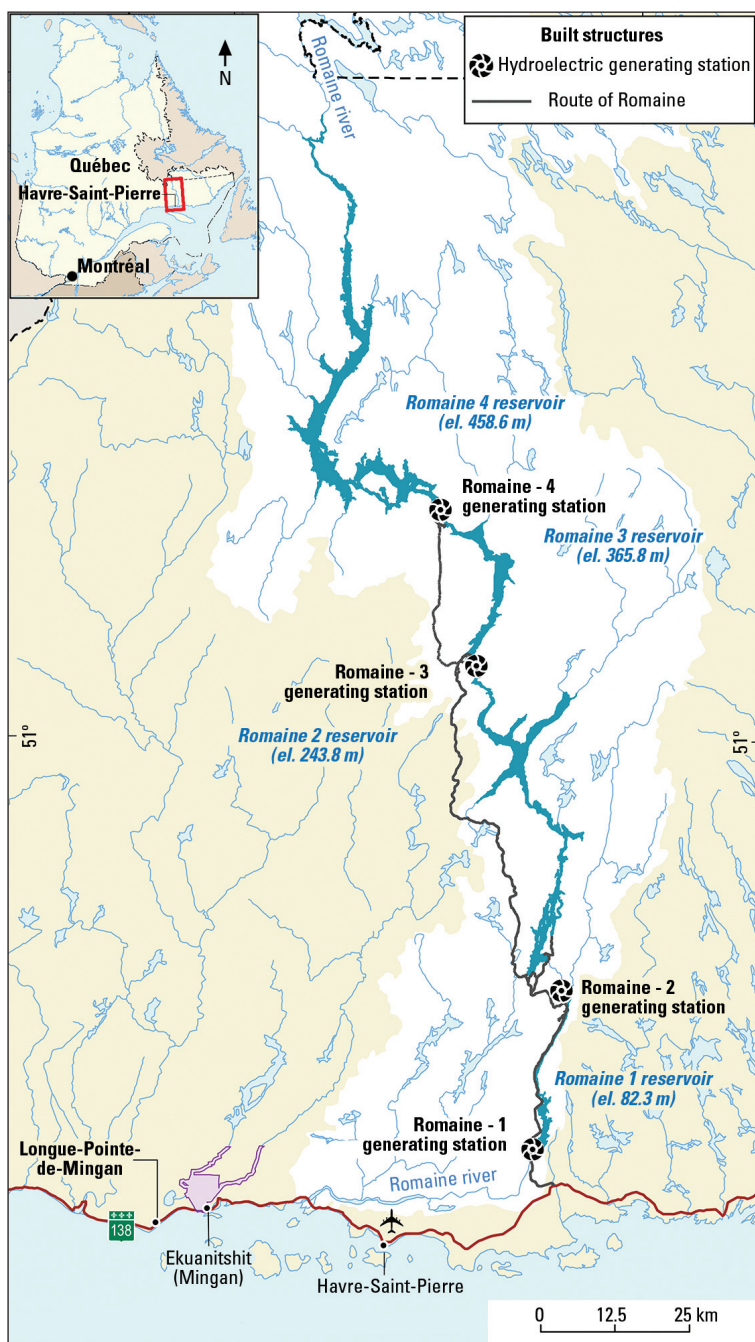 N
Québec
Havre-Saint-Pierre
Montréal
Romaine river
Built structures
Hydroelectric generating station
Route of Romaine
Romaine 4 reservoir
(el. 458.6 m)
Romaine - 4
generating station
Romaine 3 reservoir
(el. 365.8 m)
Romaine - 3
generating station
Romaine 2 reservoir
(el. 243.8 m)
51º
51º
Romaine - 2
generating station
Romaine 1 reservoir
(el. 82.3 m)
Romaine - 1
generating station
Longue-Pointe-
de-Mingan
Romaine river
138
Ekuanitshit
(Mingan)
Havre-Saint-Pierre
0 12.5 25 km